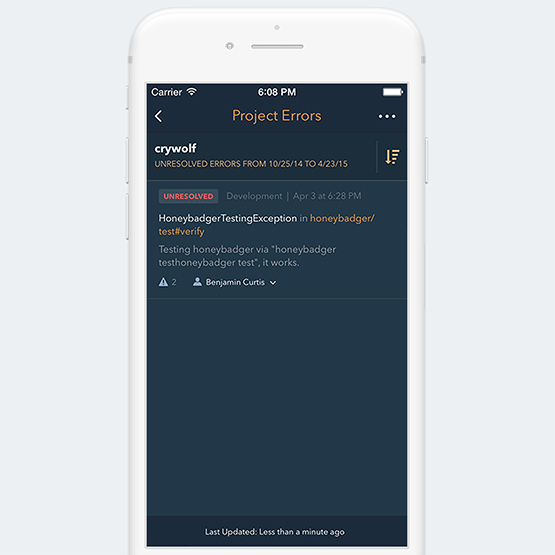 Carrier 6:08 PM
Project Errors
crywolf
UNRESOLVED ERRORS FROM 10/25/14 TO 4/23/15
UNRESOLVED Development | Apr 3 at 6:28 PM
HoneybadgerTestingException in honeybadger/
test#verify
Testing honeybadger via "honeybadger
testhoneybadger test", it works.
2 Benjamin Curtis
Last Updated: Less than a minute ago